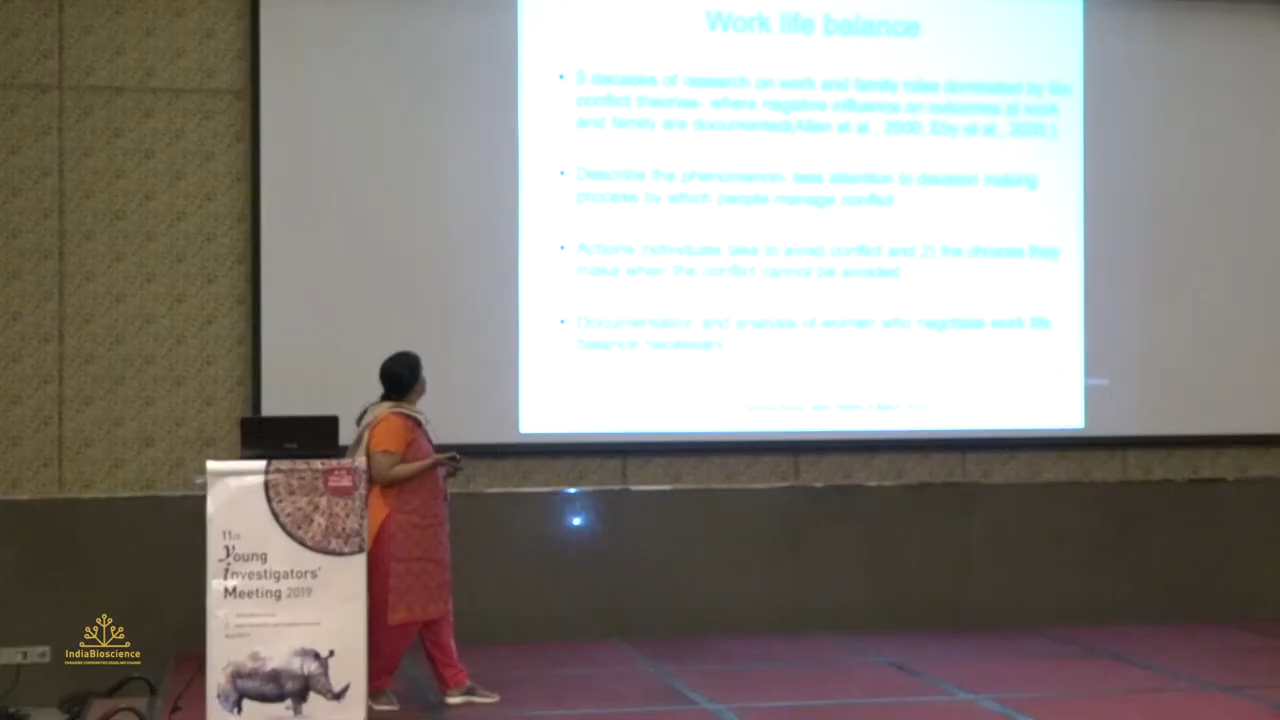 Work life balance
• 3 decades of research on work and family roles dominated by the
conflict theories- where negative influence on outcomes at work
and family are documented(Allen et al., 2000; Eby et al., 2005.)
• Describe the phenomenon- less attention to decision making
process by which people manage conflict
• Actions individuals take to avoid conflict and 2) the choices they
make when the conflict cannot be avoided
• Documentation and analysis of women who negotiate work life
balance necessary
11th
Young
Investigators'
Meeting 2019
IndiaBioscience